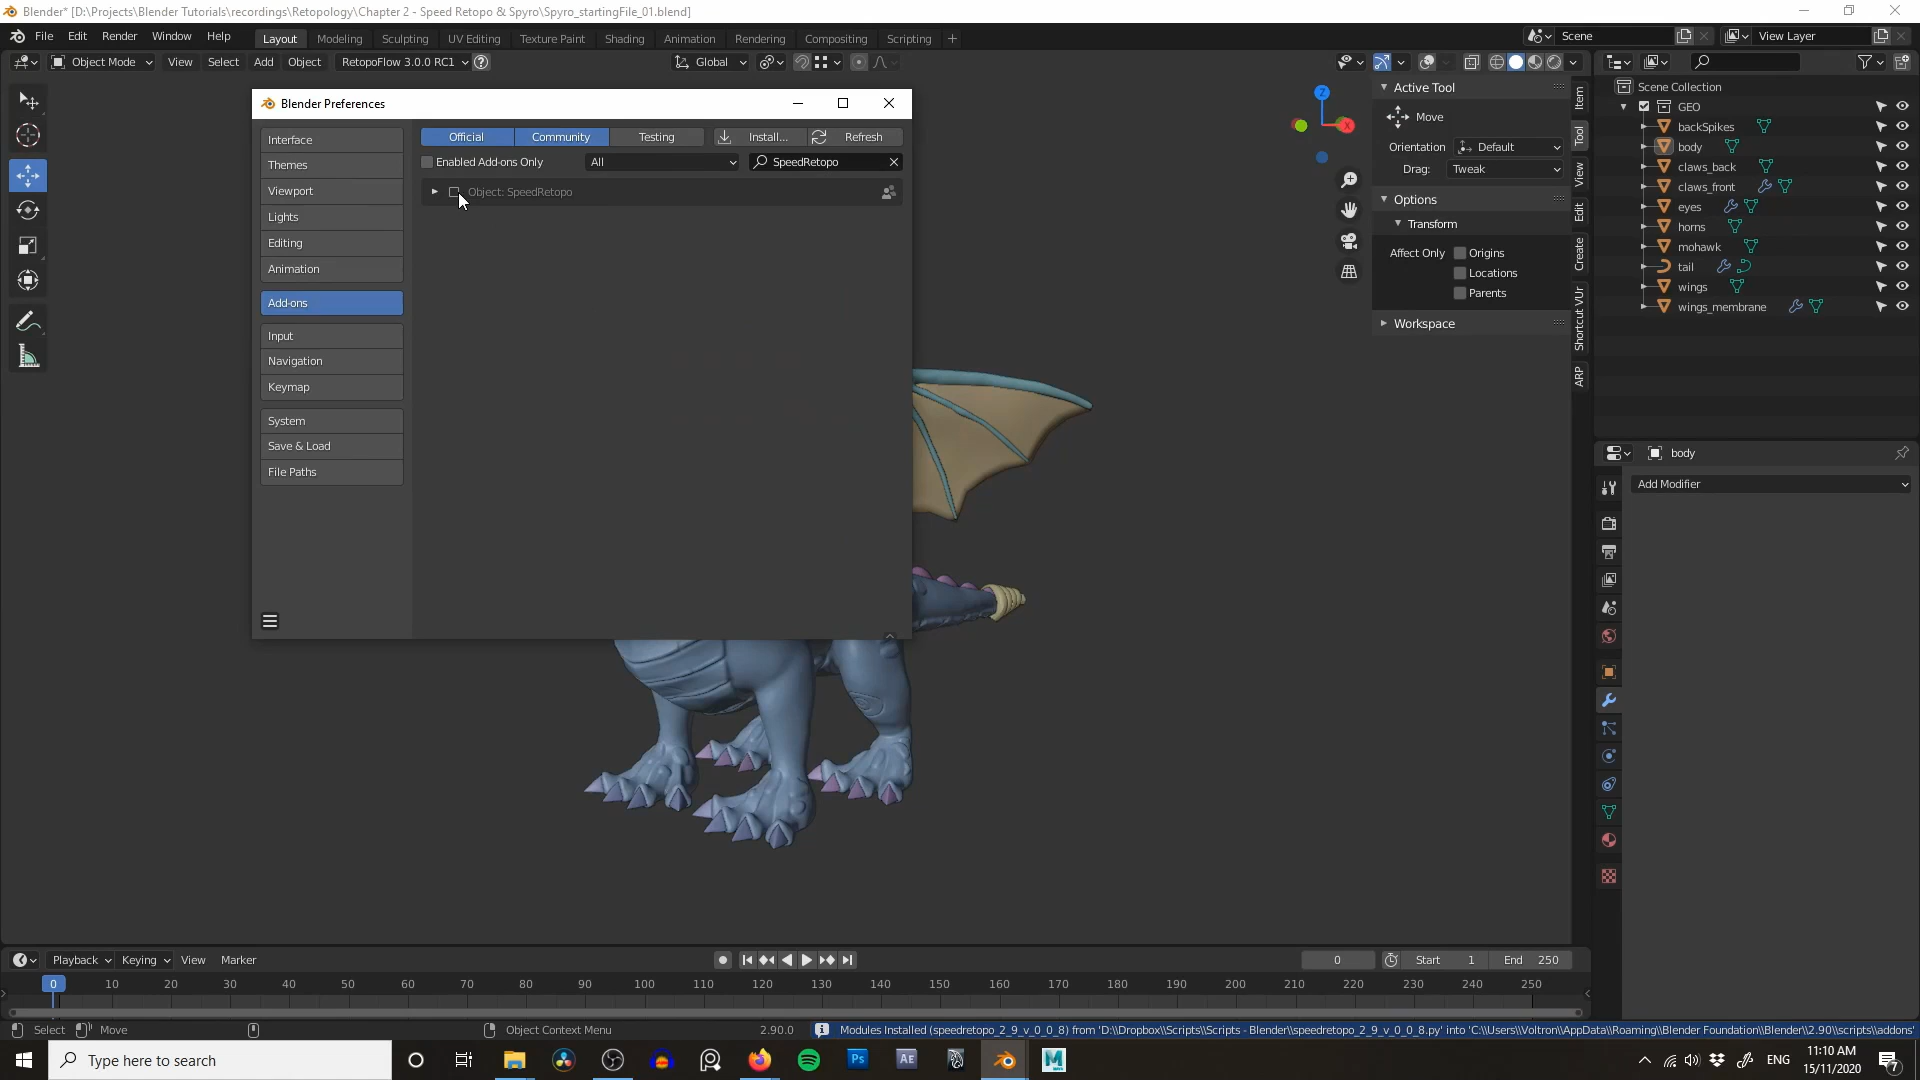 Blender* [D:\Projects\Blender Tutorials\recordings\Retopology\Chapter 2 - Speed Retopo & Spyro\Spyro_startingFile_01.blend]
File Edit Render Window Help Layout Modeling Sculpting UV Editing Texture Paint Shading Animation Rendering Compositing Scripting + Scene View Layer
Object Mode View Select Add Object RetopoFlow 3.0.0 RC1 ? Global
Blender Preferences
Interface
Themes
Viewport
Lights
Editing
Animation
Add-ons
Input
Navigation
Keymap
System
Save & Load
File Paths
Official Community Testing Install... Refresh
Enabled Add-ons Only All SpeedRetopo
Object: SpeedRetopo
Z
X
Active Tool
Move
Orientation Default
Drag: Tweak
Options
Transform
Affect Only Origins
Locations
Parents
Workspace
Item
Tool
View
Edit
Create
Shortcut VUr
ARP
Scene Collection
GEO
backSpikes
body
claws_back
claws_front
eyes
horns
mohawk
tail
wings
wings_membrane
body
Add Modifier
Playback Keying View Marker 0 Start 1 End 250
0 10 20 30 40 50 60 70 80 90 100 110 120 130 140 150 160 170 180 190 200 210 220 230 240 250
Select Move Object Context Menu 2.90.0 Modules Installed (speedretopo_2_9_v_0_0_8) from 'D:\\Dropbox\\Scripts\\Scripts - Blender\\speedretopo_2_9_v_0_0_8.py' into 'C:\\Users\\Voltron\\AppData\\Roaming\\Blender Foundation\\Blender\\2.90\\scripts\\addons'
Type here to search Ps AE ENG 11:10 AM
15/11/2020 7